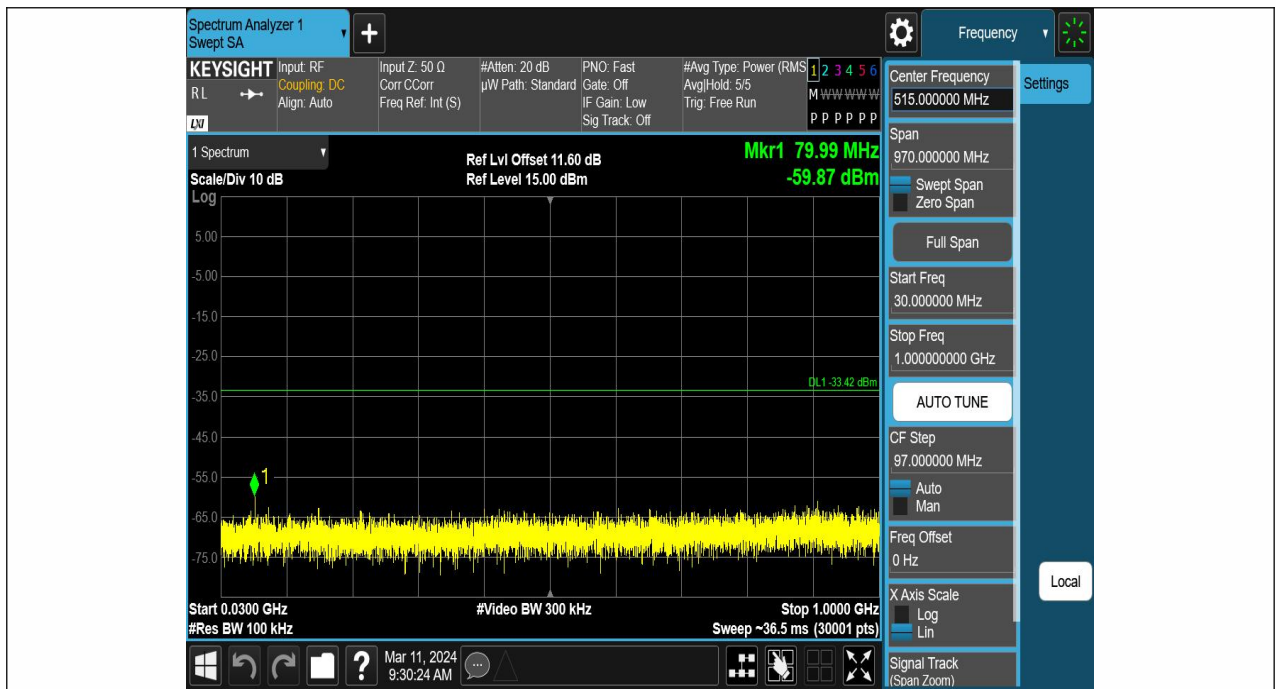 Spectrum Analyzer 1
Swept SA
Frequency
KEYSIGHT
RL
LXI
Input: RF
Coupling: DC
Align: Auto
Input Z: 50 Ω
Corr CCorr
Freq Ref: Int (S)
#Atten: 20 dB
µW Path: Standard
PNO: Fast
Gate: Off
IF Gain: Low
Sig Track: Off
#Avg Type: Power (RMS
Avg|Hold: 5/5
Trig: Free Run
1 2 3 4 5 6
M W W W W W
P P P P P P
1 Spectrum
Scale/Div 10 dB
Log
Ref Lvl Offset 11.60 dB
Ref Level 15.00 dBm
Mkr1 79.99 MHz
-59.87 dBm
5.00
-5.00
-15.0
-25.0
DL1 -33.42 dBm
-35.0
-45.0
-55.0
1
-65.0
-75.0
Start 0.0300 GHz
#Res BW 100 kHz
#Video BW 300 kHz
Stop 1.0000 GHz
Sweep ~36.5 ms (30001 pts)
?
Mar 11, 2024
9:30:24 AM
Center Frequency
515.000000 MHz
Span
970.000000 MHz
Swept Span
Zero Span
Full Span
Start Freq
30.000000 MHz
Stop Freq
1.000000000 GHz
AUTO TUNE
CF Step
97.000000 MHz
Auto
Man
Freq Offset
0 Hz
X Axis Scale
Log
Lin
Signal Track
(Span Zoom)
Settings
Local